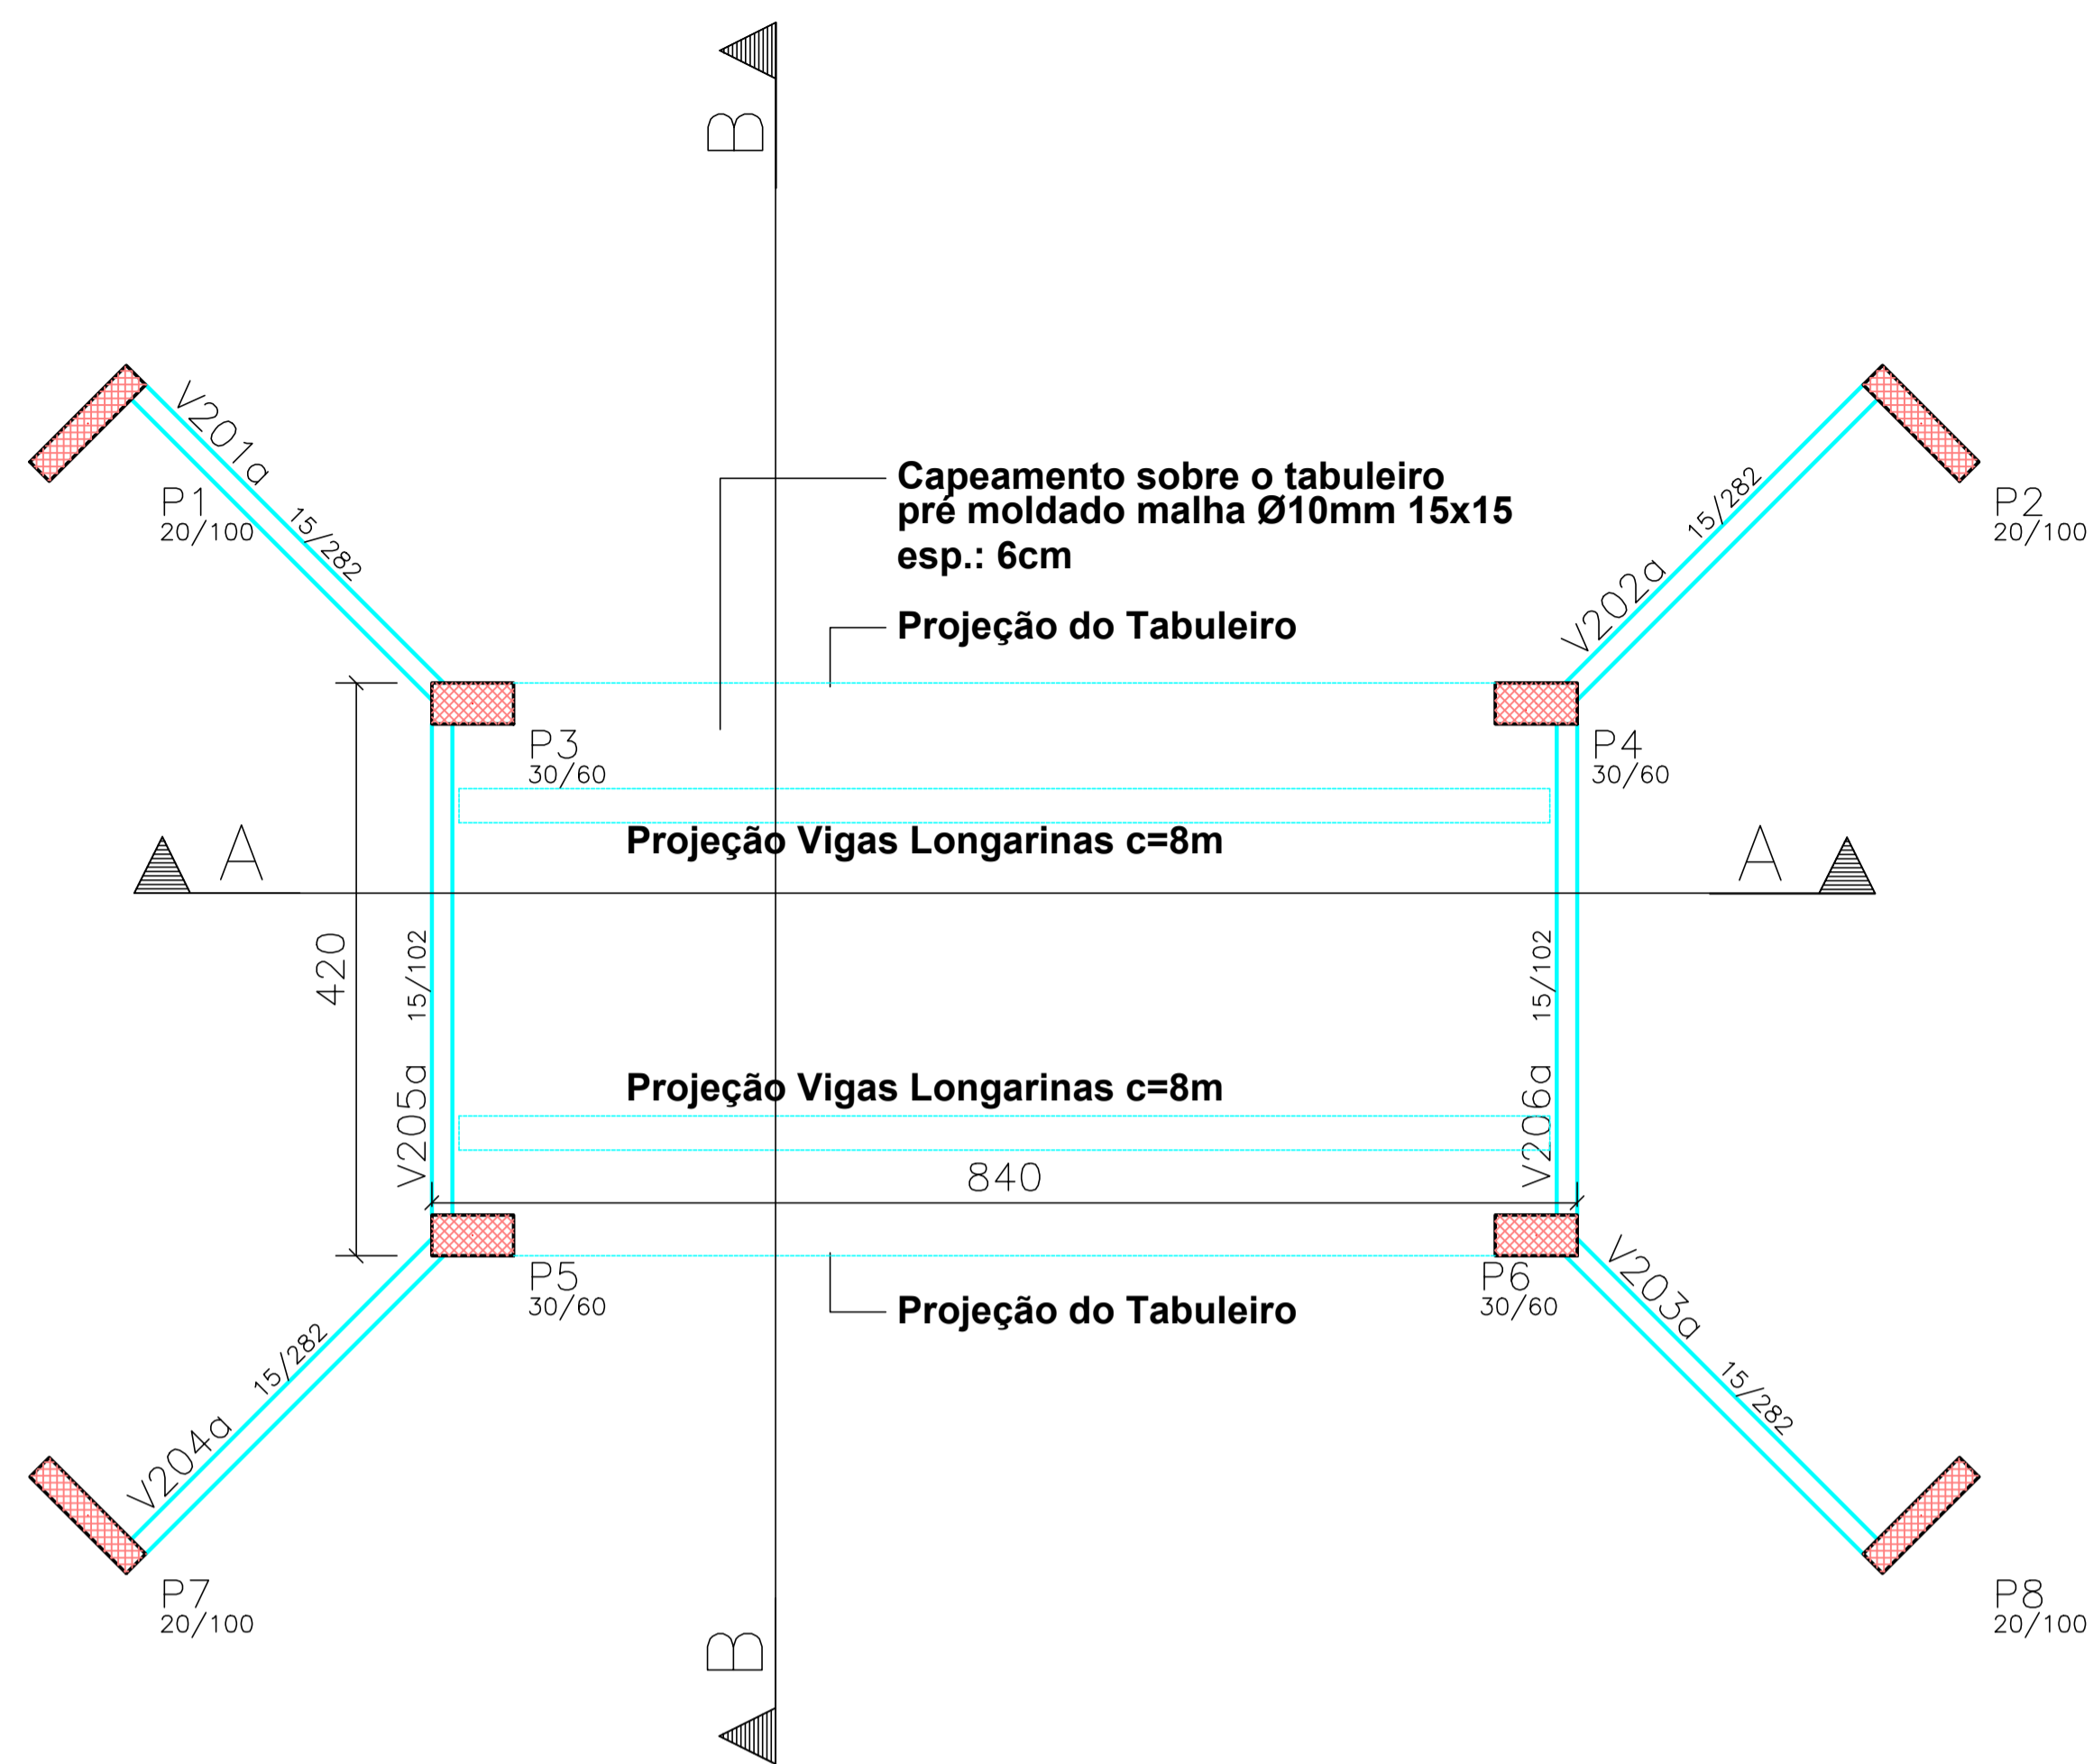 B
V201a
15/282
P1
20/100
V202a
15/282
P2
20/100
Capeamento sobre o tabuleiro
pré moldado malha Ø10mm 15x15
esp.: 6cm
Projeção do Tabuleiro
P3
30/60
P4
30/60
Projeção Vigas Longarinas c=8m
A
A
420
15/102
15/102
V205a
V206a
Projeção Vigas Longarinas c=8m
840
P5
30/60
P6
30/60
Projeção do Tabuleiro
V203a
15/282
15/282
V204a
P7
20/100
P8
20/100
B